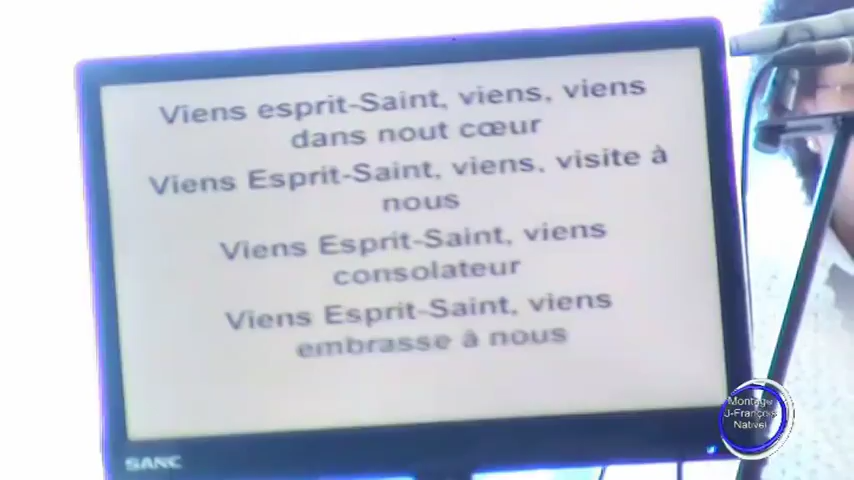 Viens esprit-Saint, viens, viens
dans nout cœur
Viens Esprit-Saint, viens, visite à
nous
Viens Esprit-Saint, viens
consolateur
Viens Esprit-Saint, viens
embrasse à nous
SANC
Montage
J-François
Nativel